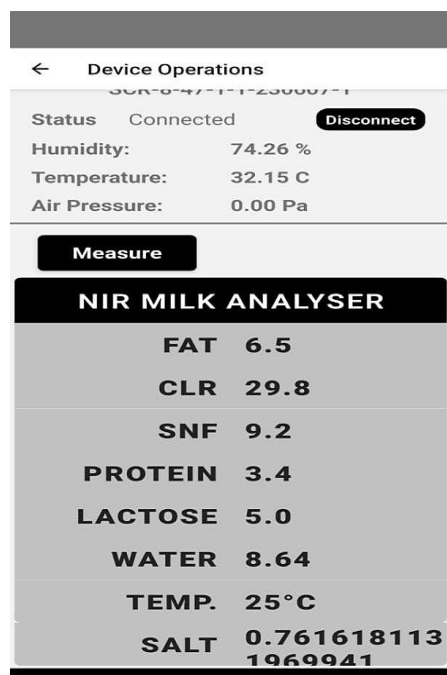 ← Device Operations
Status Connected Disconnect
Humidity: 74.26 %
Temperature: 32.15 C
Air Pressure: 0.00 Pa
Measure
NIR MILK ANALYSER
FAT 6.5
CLR 29.8
SNF 9.2
PROTEIN 3.4
LACTOSE 5.0
WATER 8.64
TEMP. 25°C
SALT 0.761618113
1969941